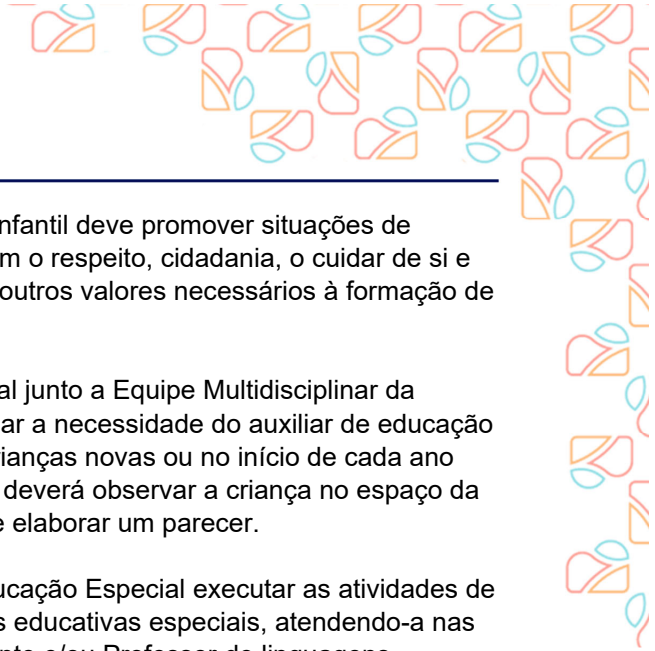 nfantil deve promover situações de
m o respeito, cidadania, o cuidar de si e
outros valores necessários à formação de
al junto a Equipe Multidisciplinar da
ar a necessidade do auxiliar de educação
rianças novas ou no início de cada ano
deverá observar a criança no espaço da
e elaborar um parecer.
ucação Especial executar as atividades de
s educativas especiais, atendendo-a nas